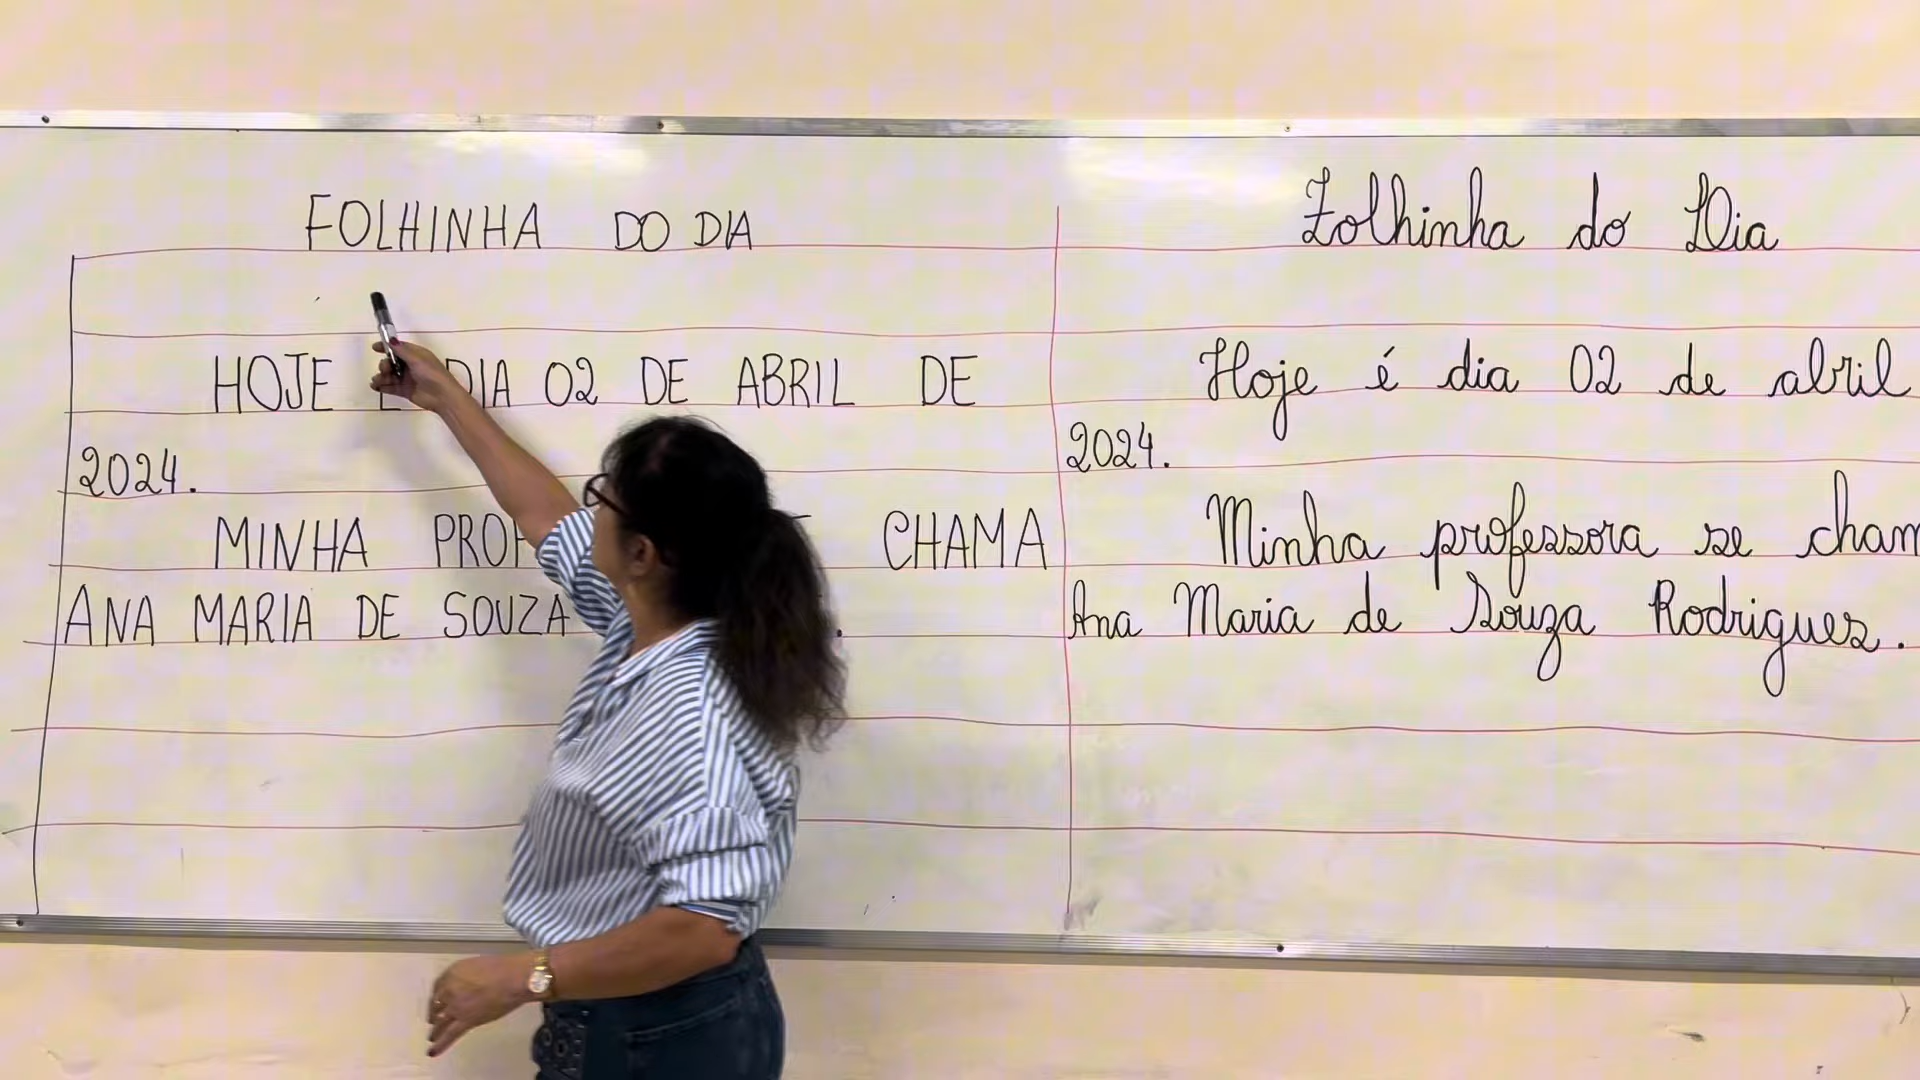 FOLHINHA DO DIA
HOJE É DIA 02 DE ABRIL DE
2024.
MINHA CHAMA
ANA MARIA DE SOUZA
Folhinha do Dia
Hoje é dia 02 de abril
2024.
Minha professora se cham
Ana Maria de Souza Rodrigues.